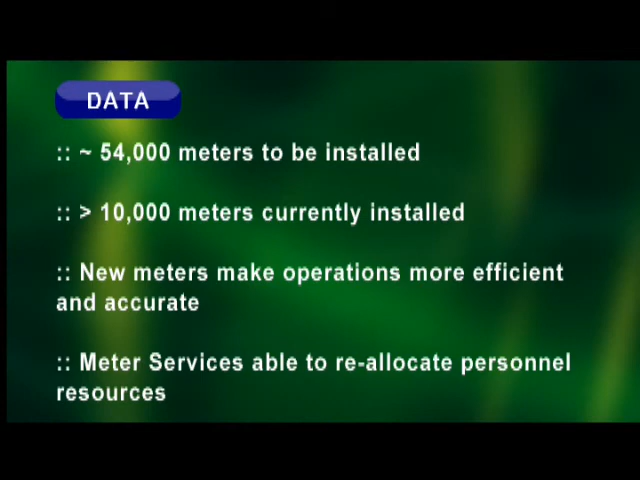 DATA
:: ~ 54,000 meters to be installed
:: > 10,000 meters currently installed
:: New meters make operations more efficient
and accurate
:: Meter Services able to re-allocate personnel
resources